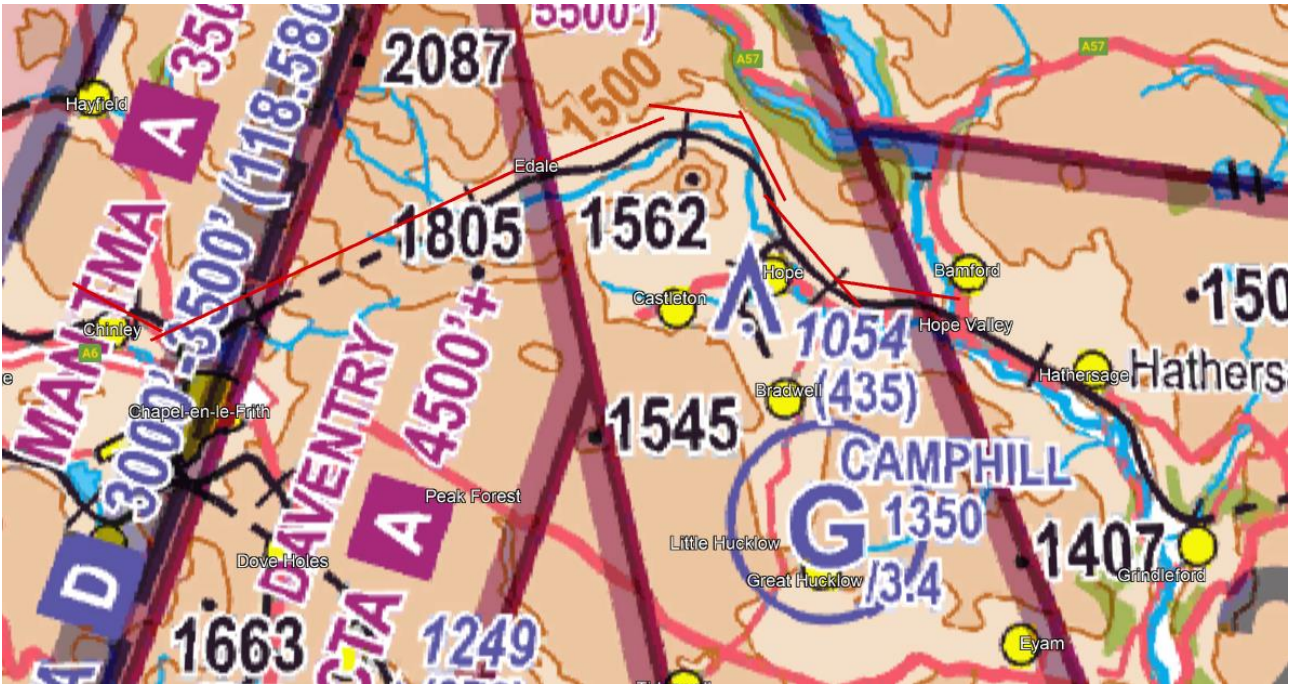 5500')
A57
A57
2087
350
A
Hayfield
1500
Edale
1805
1562
MAN TMA
3000'-3500' (118.580
Hope
Bamford
Castleton
150
Chinley
Hope Valley
A6
e
1054
(435)
Hathersage
Hathers
Bradwell
Chapel-en-le-Frith
DAVENTRY
4500'+
1545
CAMPHILL
G
1350
/3.4
Peak Forest
A
Little Hucklow
1407
Dove Holes
Great Hucklow
Grindleford
D
CTA
A
1663
1249
Eyam